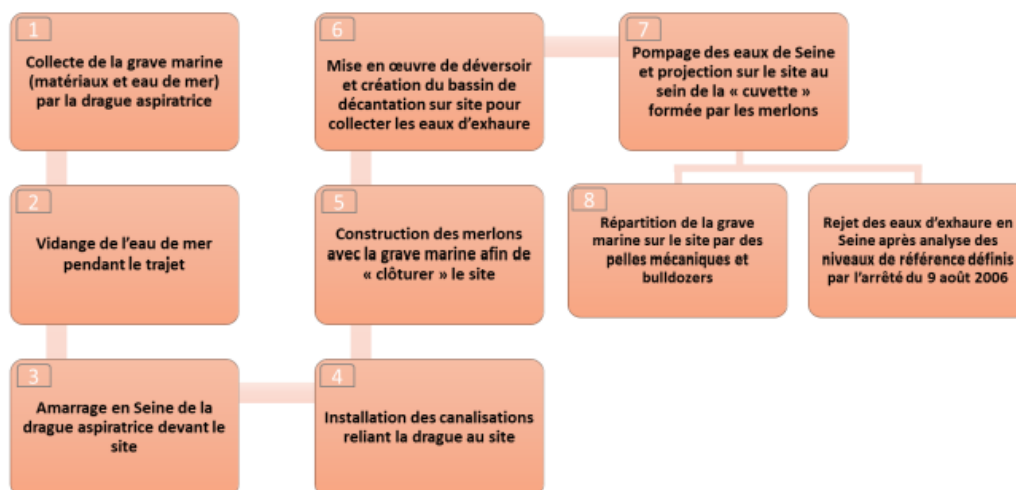 1
Collecte de la grave marine
(matériaux et eau de mer)
par la drague aspiratrice
2
Vidange de l'eau de mer
pendant le trajet
3
Amarrage en Seine de la
drague aspiratrice devant le
site
4
Installation des canalisations
reliant la drague au site
5
Construction des merlons
avec la grave marine afin de
« clôturer » le site
6
Mise en œuvre de déversoir
et création du bassin de
décantation sur site pour
collecter les eaux d'exhaure
7
Pompage des eaux de Seine
et projection sur le site au
sein de la « cuvette »
formée par les merlons
8
Répartition de la grave
marine sur le site par des
pelles mécaniques et
bulldozers
Rejet des eaux d'exhaure en
Seine après analyse des
niveaux de référence définis
par l'arrêté du 9 août 2006